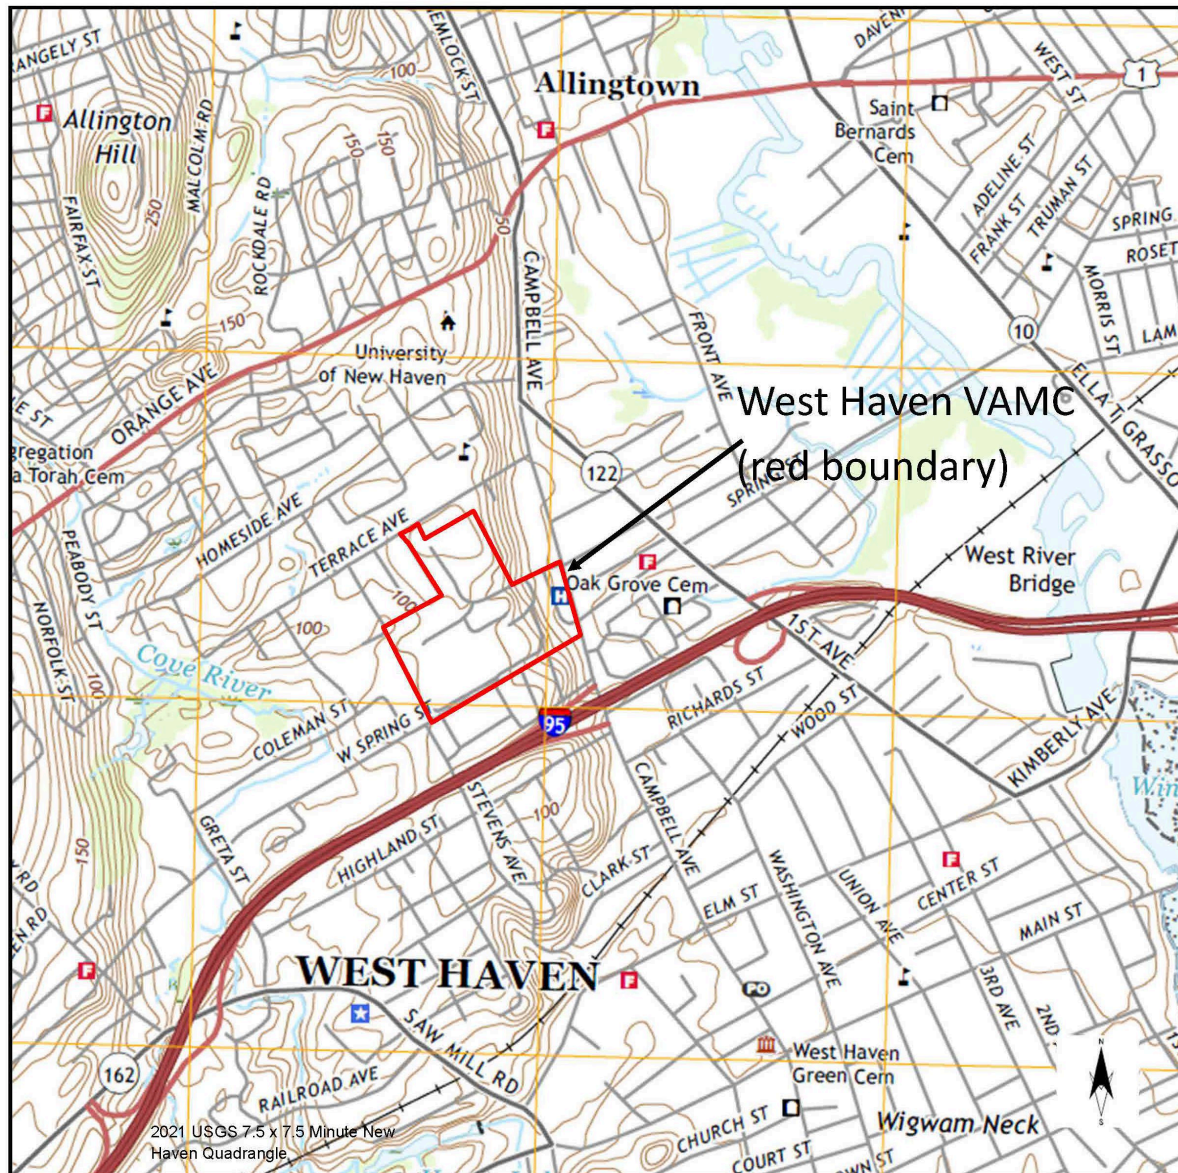 RANGELY ST
HEMLOCK ST
100
Allingtown
WEST ST
1
Allington
Hill
MALCOLM RD
150
150
F
F
Saint
Bernards
Cem
ADELINE ST
FRANK ST
TRUMAN ST
SPRING
FAIRFAX ST
250
ROCKDALE RD
50
CAMPBELL AVE
MORRIS ST
150
University
of New Haven
FRONT AVE
10
LAM
ORANGE AVE
West Haven VAMC
(red boundary)
ELLA T GRASSO
a Torah Cem
122
SPRING ST
HOMESIDE AVE
TERRACE AVE
PEABODY ST
F
H
Oak Grove Cem
West River
Bridge
NORFOLK ST
100
100
100
1ST AVE
Cove River
COLEMAN ST
W SPRING ST
95
RICHARDS ST
WOOD ST
KIMBERLY AVE
STEVENS AVE
100
CAMPBELL AVE
150
GRETA ST
HIGHLAND ST
CLARK ST
ELM ST
WASHINGTON AVE
UNION AVE
F
CENTER ST
MAIN ST
F
WEST HAVEN
F
PO
3RD AVE
2ND
SAW MILL RD
West Haven
Green Cem
N
S
162
RAILROAD AVE
CHURCH ST
COURT ST
Wigwam Neck
2021 USGS 7.5 x 7.5 Minute New
Haven Quadrangle